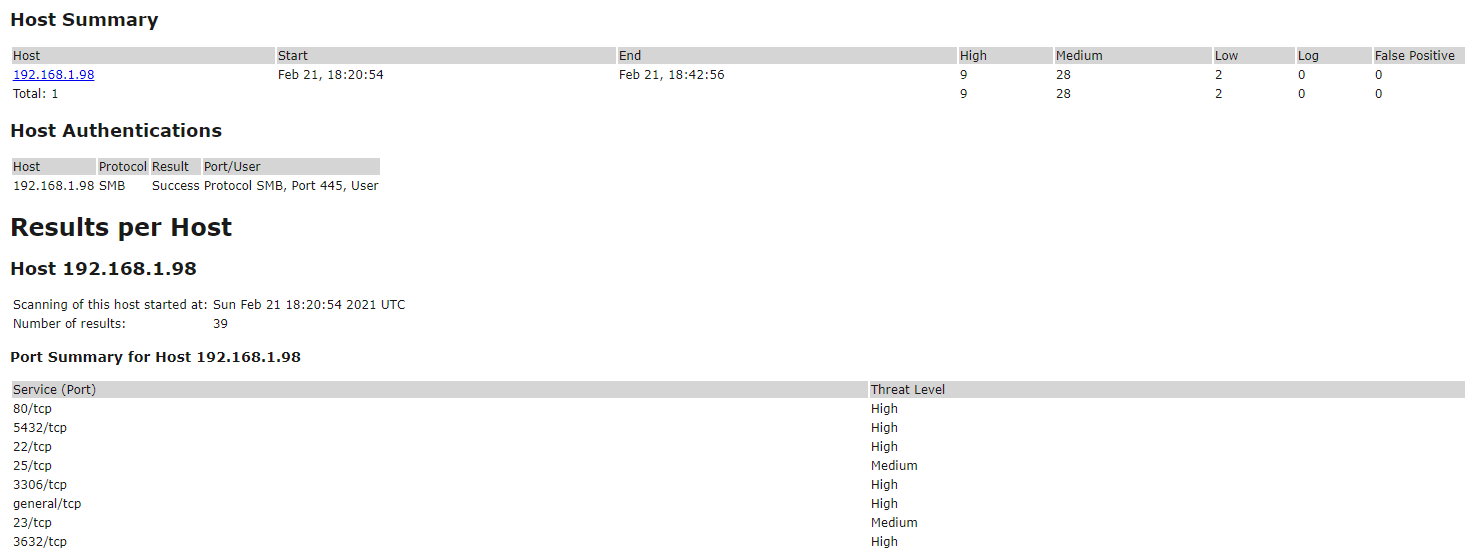 Host Summary
Host Start End High Medium Low Log False Positive
192.168.1.98 Feb 21, 18:20:54 Feb 21, 18:42:56 9 28 2 0 0
Total: 1 9 28 2 0 0
Host Authentications
Host Protocol Result Port/User
192.168.1.98 SMB Success Protocol SMB, Port 445, User
Results per Host
Host 192.168.1.98
Scanning of this host started at: Sun Feb 21 18:20:54 2021 UTC
Number of results: 39
Port Summary for Host 192.168.1.98
Service (Port) Threat Level
80/tcp High
5432/tcp High
22/tcp High
25/tcp Medium
3306/tcp High
general/tcp High
23/tcp Medium
3632/tcp High